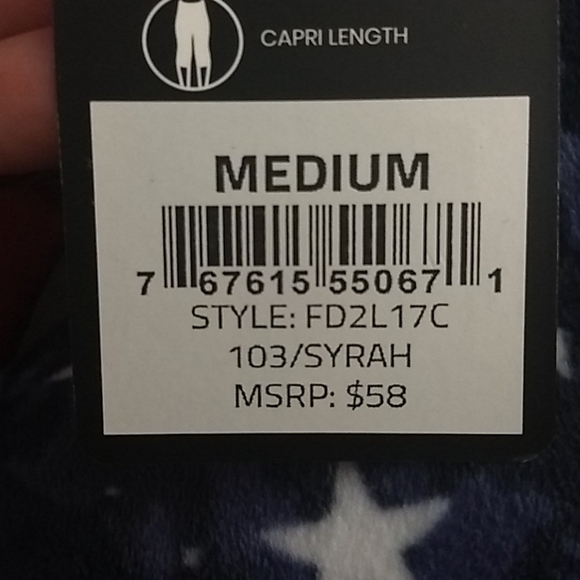 CAPRI LENGTH
MEDIUM
7 67615 55067 1
STYLE: FD2L17C
103/SYRAH
MSRP: $58